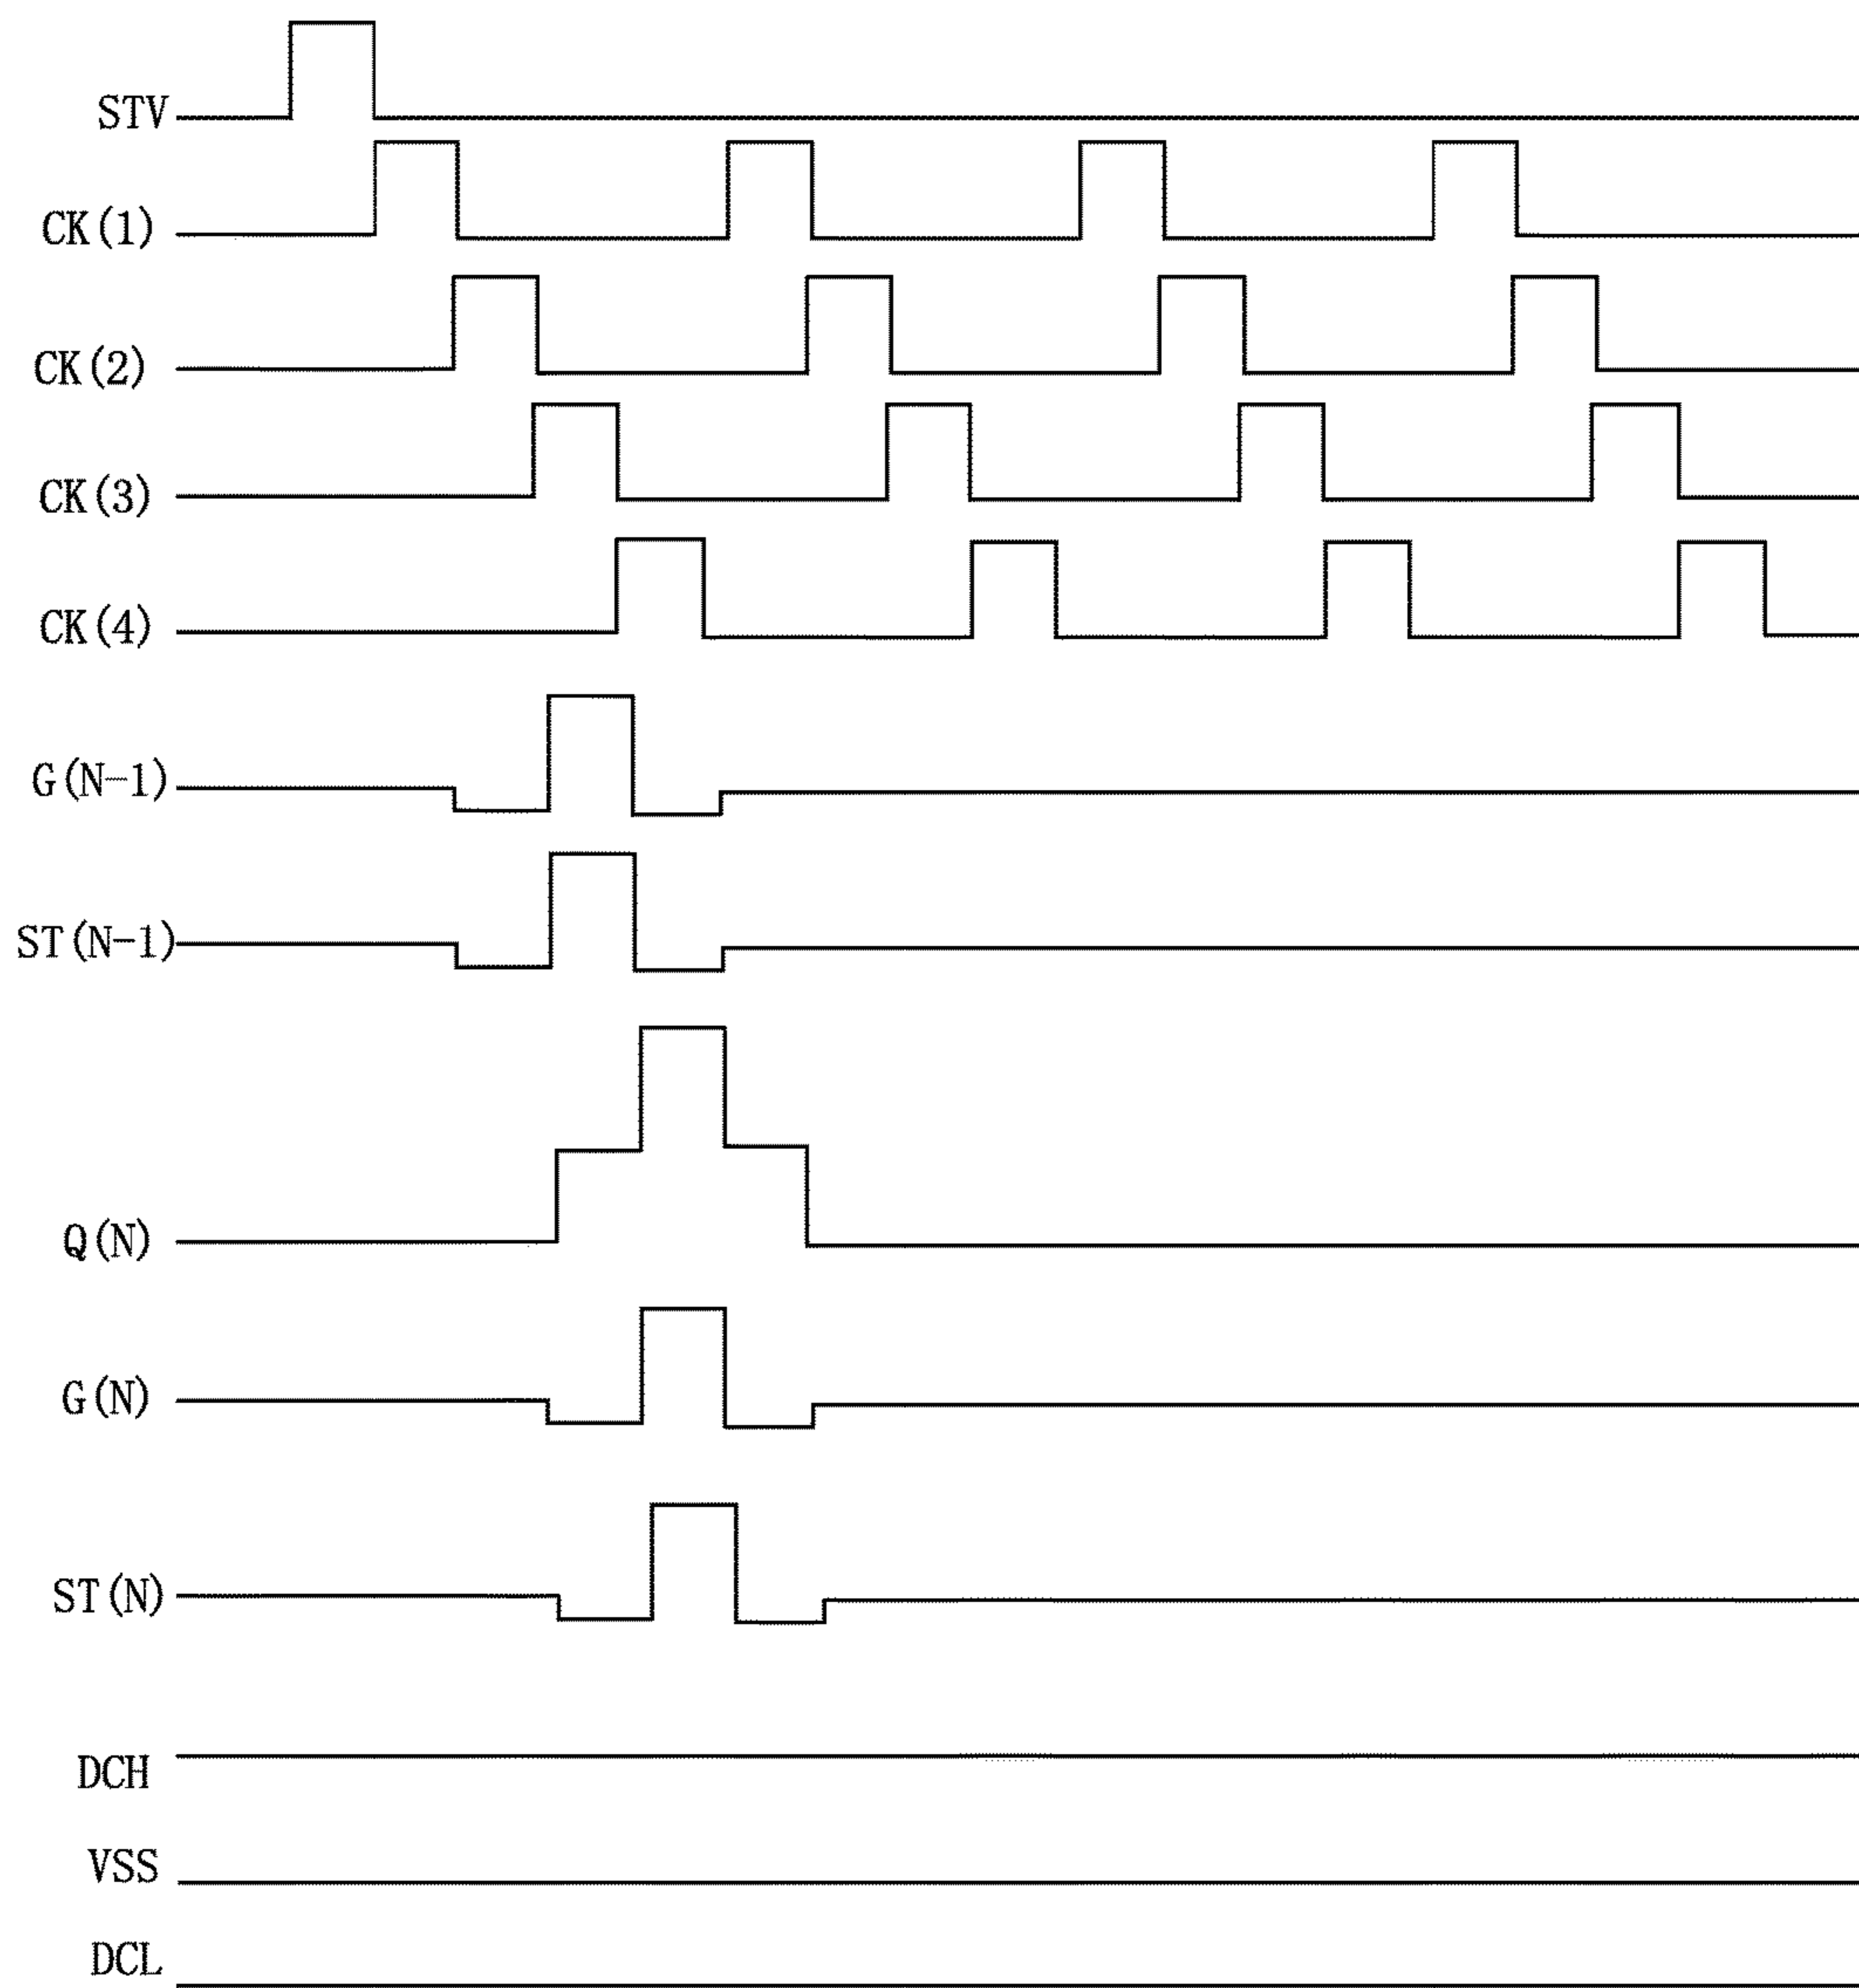 STV
CK(1)
CK(2)
CK(3)
CK(4)
G(N-1)
ST(N-1)
Q(N)
G(N)
ST(N)
DCH
VSS
DCL